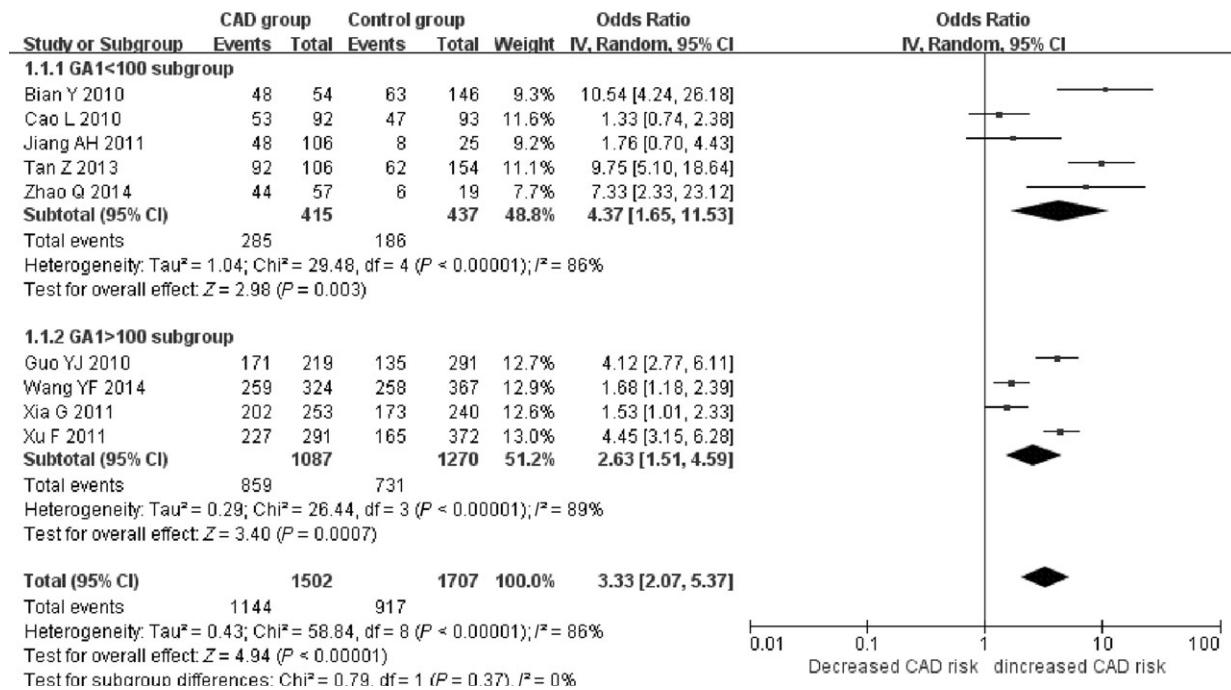 CAD group Control group Odds Ratio Odds Ratio
Study or Subgroup Events Total Events Total Weight IV, Random, 95% CI IV, Random, 95% CI
1.1.1 GA1<100 subgroup
Bian Y 2010 48 54 63 146 9.3% 10.54 [4.24, 26.18]
Cao L 2010 53 92 47 93 11.6% 1.33 [0.74, 2.38]
Jiang AH 2011 48 106 8 25 9.2% 1.76 [0.70, 4.43]
Tan Z 2013 92 106 62 154 11.1% 9.75 [5.10, 18.64]
Zhao Q 2014 44 57 6 19 7.7% 7.33 [2.33, 23.12]
Subtotal (95% CI) 415 437 48.8% 4.37 [1.65, 11.53]
Total events 285 186
Heterogeneity: Tau² = 1.04; Chi² = 29.48, df = 4 (P < 0.00001); I² = 86%
Test for overall effect: Z = 2.98 (P = 0.003)
1.1.2 GA1>100 subgroup
Guo YJ 2010 171 219 135 291 12.7% 4.12 [2.77, 6.11]
Wang YF 2014 259 324 258 367 12.9% 1.68 [1.18, 2.39]
Xia G 2011 202 253 173 240 12.6% 1.53 [1.01, 2.33]
Xu F 2011 227 291 165 372 13.0% 4.45 [3.15, 6.28]
Subtotal (95% CI) 1087 1270 51.2% 2.63 [1.51, 4.59]
Total events 859 731
Heterogeneity: Tau² = 0.29; Chi² = 26.44, df = 3 (P < 0.00001); I² = 89%
Test for overall effect: Z = 3.40 (P = 0.0007)
Total (95% CI) 1502 1707 100.0% 3.33 [2.07, 5.37]
Total events 1144 917
Heterogeneity: Tau² = 0.43; Chi² = 58.84, df = 8 (P < 0.00001); I² = 86%
Test for overall effect: Z = 4.94 (P < 0.00001)
Test for subgroup differences: Chi² = 0.79, df = 1 (P = 0.37), I² = 0%
0.01 0.1 1 10 100
Decreased CAD risk dincreased CAD risk